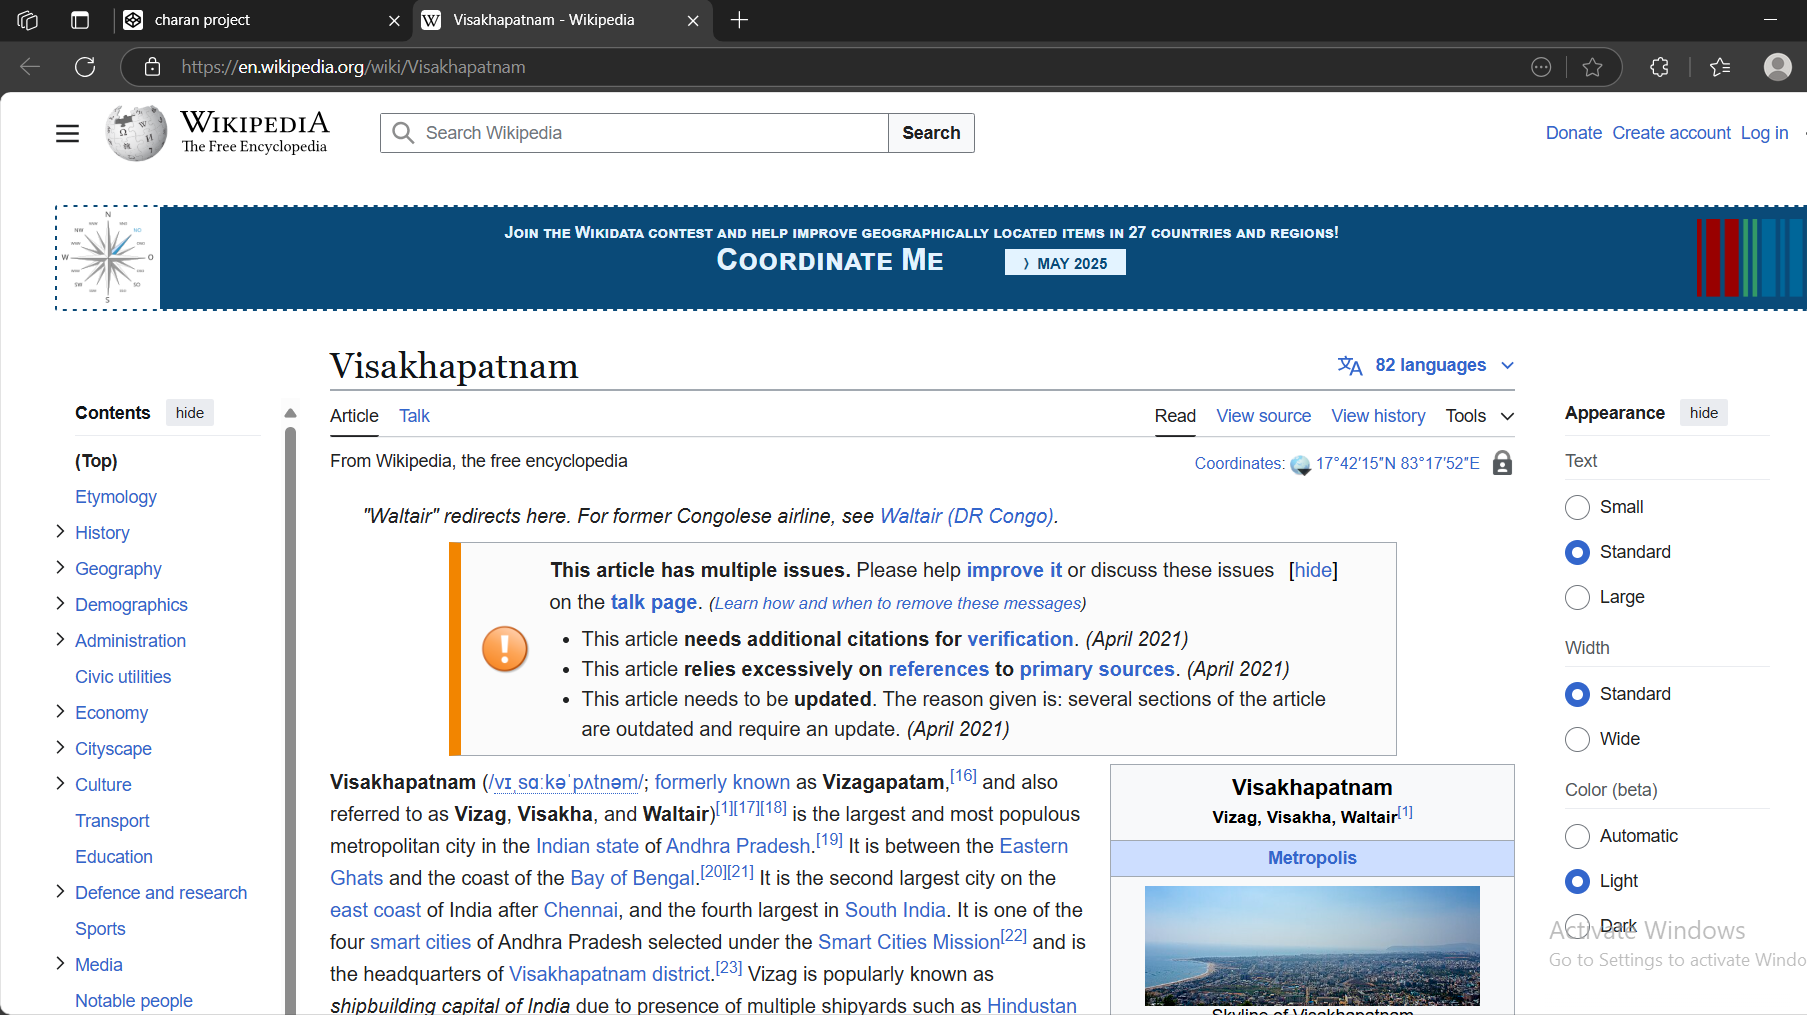 charan project
Visakhapatnam - Wikipedia
https://en.wikipedia.org/wiki/Visakhapatnam
WIKIPEDIA
The Free Encyclopedia
Search Wikipedia
Search
Donate Create account Log in
JOIN THE WIKIDATA CONTEST AND HELP IMPROVE GEOGRAPHICALLY LOCATED ITEMS IN 27 COUNTRIES AND REGIONS!
COORDINATE ME
› MAY 2025
N
W
O
S
Visakhapatnam
82 languages
Contents hide
(Top)
Etymology
History
Geography
Demographics
Administration
Civic utilities
Economy
Cityscape
Culture
Transport
Education
Defence and research
Sports
Media
Notable people
Article Talk
Read View source View history Tools
From Wikipedia, the free encyclopedia
Coordinates: 17°42′15″N 83°17′52″E
"Waltair" redirects here. For former Congolese airline, see Waltair (DR Congo).
This article has multiple issues. Please help improve it or discuss these issues [hide]
on the talk page. (Learn how and when to remove these messages)
• This article needs additional citations for verification. (April 2021)
• This article relies excessively on references to primary sources. (April 2021)
• This article needs to be updated. The reason given is: several sections of the article
are outdated and require an update. (April 2021)
Visakhapatnam (/vɪˌsɑːkəˈpʌtnəm/; formerly known as Vizagapatam,[16] and also
referred to as Vizag, Visakha, and Waltair)[1][17][18] is the largest and most populous
metropolitan city in the Indian state of Andhra Pradesh.[19] It is between the Eastern
Ghats and the coast of the Bay of Bengal.[20][21] It is the second largest city on the
east coast of India after Chennai, and the fourth largest in South India. It is one of the
four smart cities of Andhra Pradesh selected under the Smart Cities Mission[22] and is
the headquarters of Visakhapatnam district.[23] Vizag is popularly known as
shipbuilding capital of India due to presence of multiple shipyards such as Hindustan
Visakhapatnam
Vizag, Visakha, Waltair[1]
Metropolis
Skyline of Visakhapatnam
Appearance hide
Text
Small
Standard
Large
Width
Standard
Wide
Color (beta)
Automatic
Light
Dark
Activate Windows
Go to Settings to activate Windo